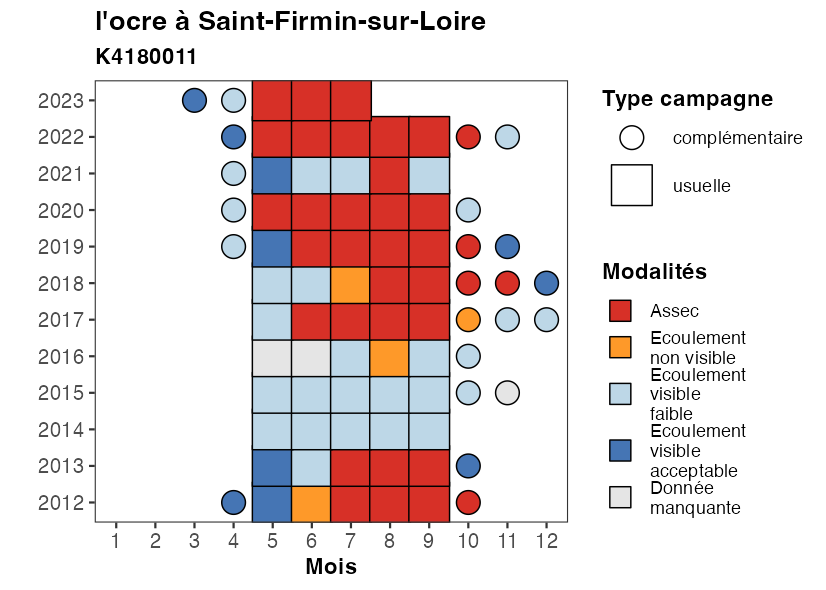 l'ocre à Saint-Firmin-sur-Loire
K4180011
2023
2022
2021
2020
2019
2018
2017
2016
2015
2014
2013
2012
1 2 3 4 5 6 7 8 9 10 11 12
Mois
Type campagne
complémentaire
usuelle
Modalités
Assec
Ecoulement
non visible
Ecoulement
visible
faible
Ecoulement
visible
acceptable
Donnée
manquante